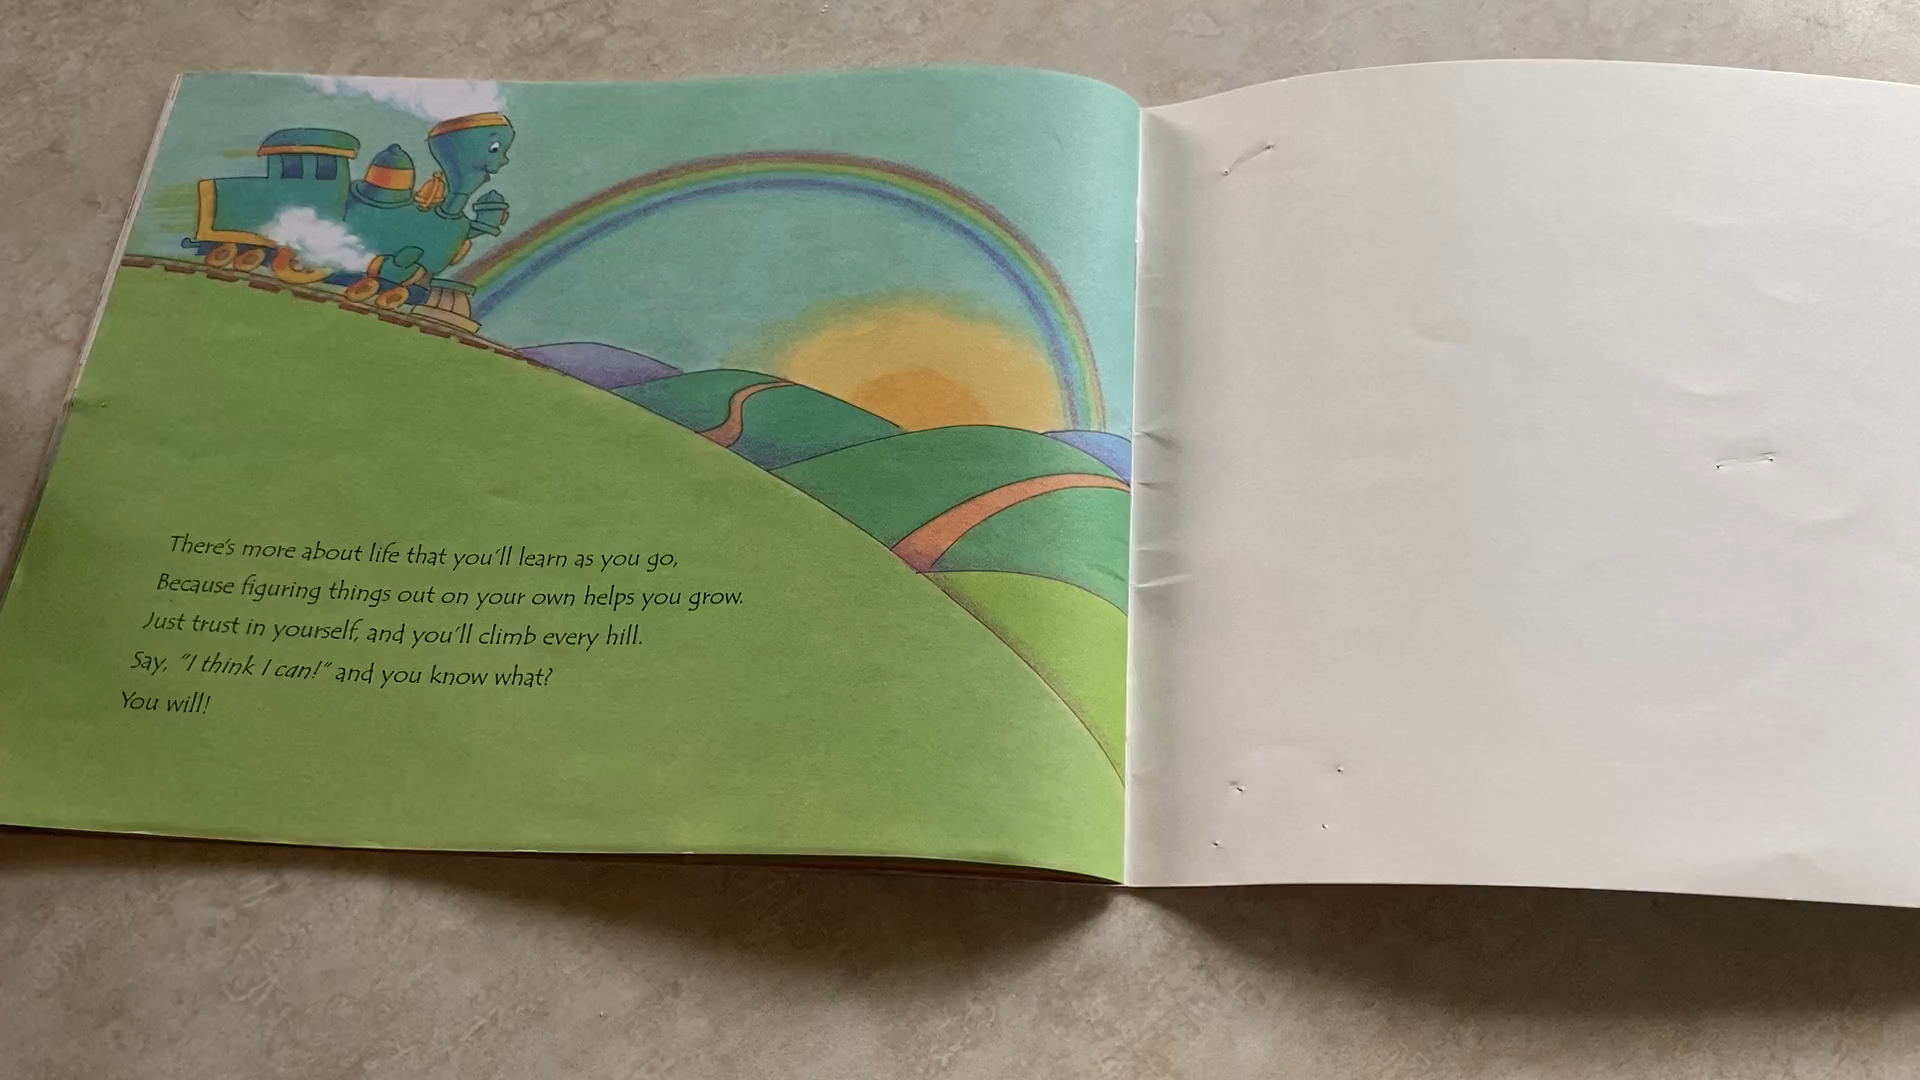 There's more about life that you'll learn as you go,
Because figuring things out on your own helps you grow.
Just trust in yourself, and you'll climb every hill.
Say, "I think I can!" and you know what?
You will!